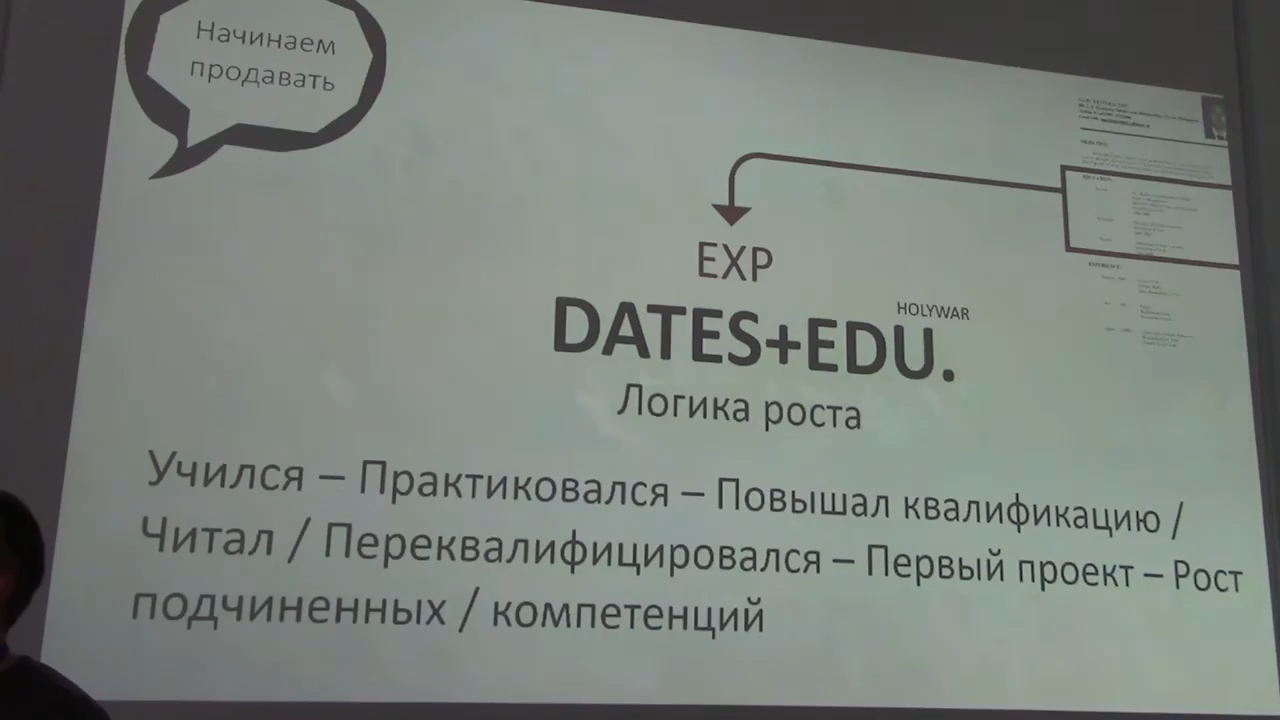 Начинаем
продавать
EXP
HOLYWAR
DATES+EDU.
Логика роста
Учился – Практиковался – Повышал квалификацию /
Читал / Переквалифицировался – Первый проект – Рост
подчиненных / компетенций